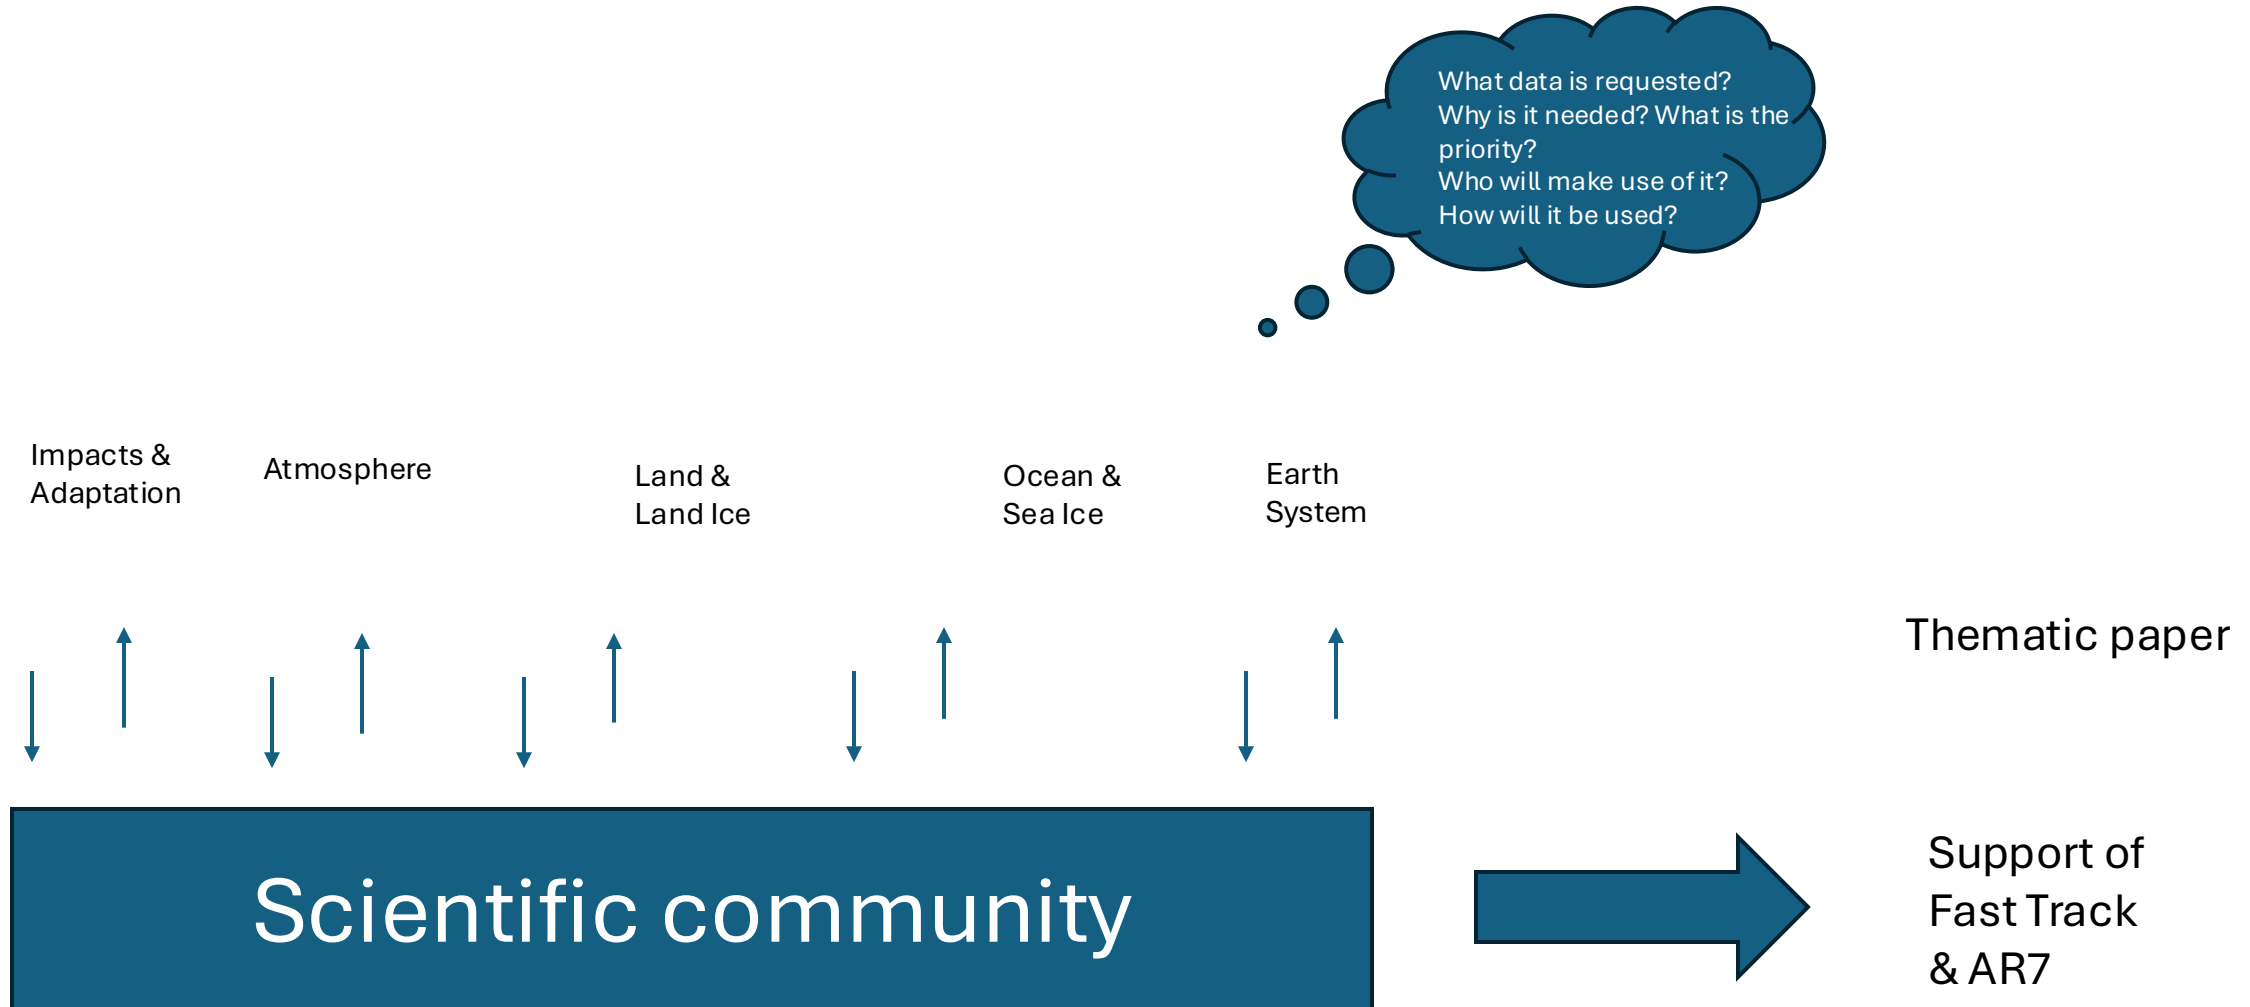 What data is requested?
Why is it needed? What is the
priority?
Who will make use of it?
How will it be used?
Impacts &
Adaptation
Atmosphere
Land &
Land Ice
Ocean &
Sea Ice
Earth
System
Thematic paper
Scientific community
Support of
Fast Track
& AR7